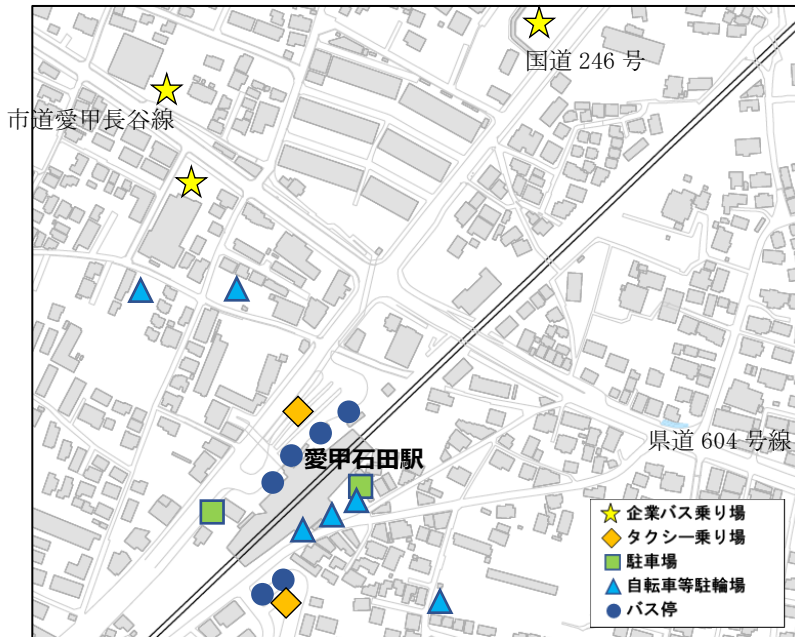 国道 246 号
市道愛甲長谷線
愛甲石田駅
県道 604 号線
企業バス乗り場
タクシー乗り場
駐車場
自転車等駐輪場
バス停